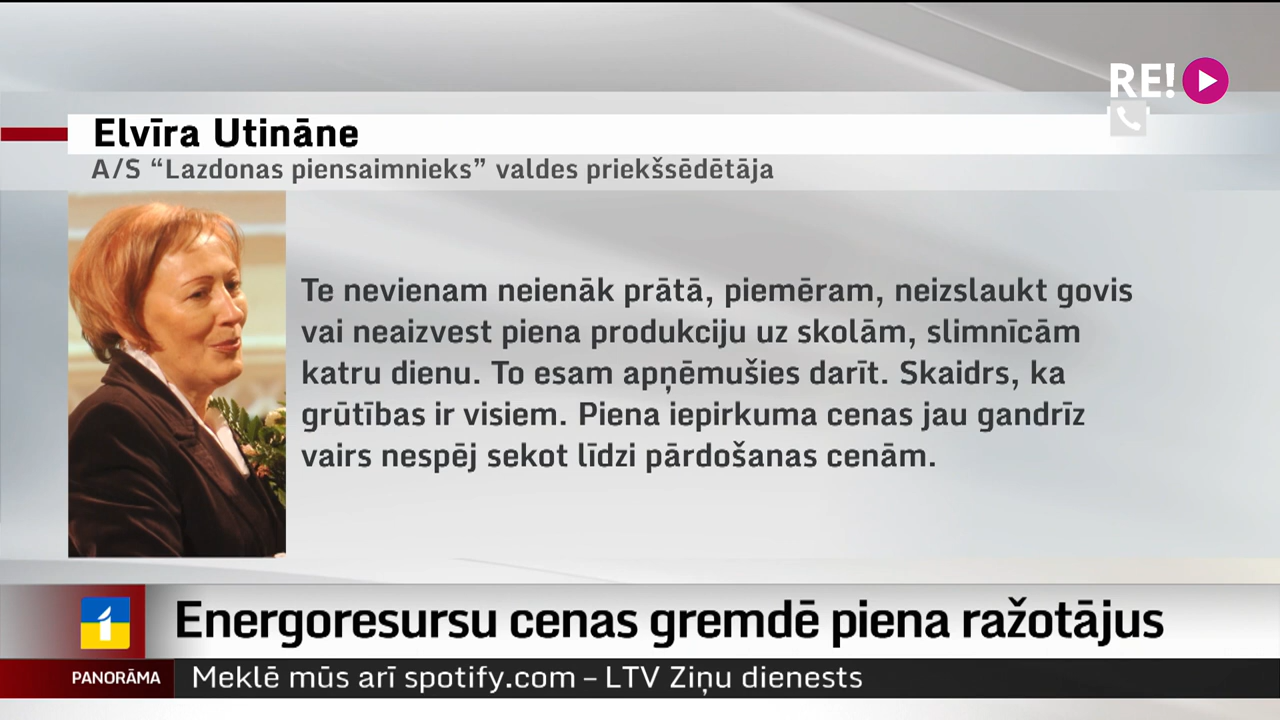 RE!
Elvīra Utināne
A/S “Lazdonas piensaimnieks” valdes priekšsēdētāja
Te nevienam neienāk prātā, piemēram, neizslaukt govis
vai neaizvest piena produkciju uz skolām, slimnīcām
katru dienu. To esam apņēmušies darīt. Skaidrs, ka
grūtības ir visiem. Piena iepirkuma cenas jau gandrīz
vairs nespēj sekot līdzi pārdošanas cenām.
1
Energoresursu cenas gremdē piena ražotājus
PANORĀMA
Meklē mūs arī spotify.com – LTV Ziņu dienests